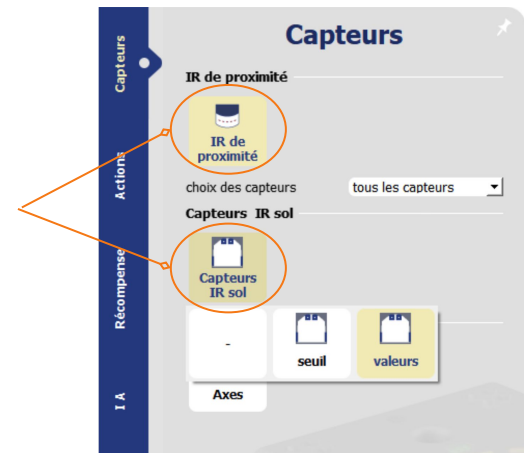 Capteurs
Capteurs
IR de proximité
IR de
proximité
Actions
choix des capteurs
tous les capteurs
Capteurs IR sol
Récompense
Capteurs
IR sol
-
seuil
valeurs
I A
Axes